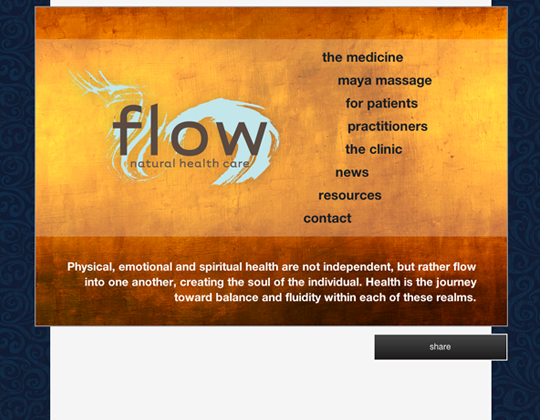 the medicine
maya massage
for patients
practitioners
the clinic
news
resources
contact
flow
natural health care
Physical, emotional and spiritual health are not independent, but rather flow
into one another, creating the soul of the individual. Health is the journey
toward balance and fluidity within each of these realms.
share